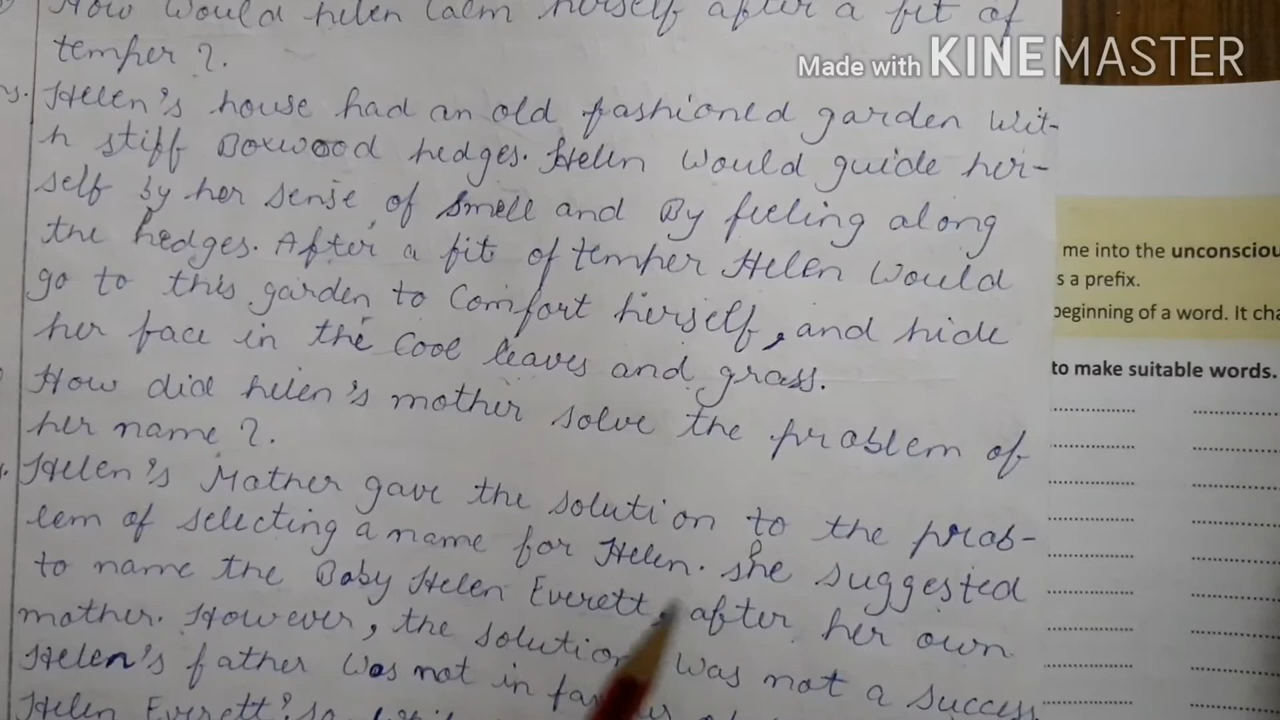 How would helen calm herself after a fit of
temper ?.
Made with KINEMASTER
s. Helen's house had an old fashioned garden wit-
h stiff Boxwood hedges. Helen would guide her-
self By her sense of smell and By feeling along
the hedges. After a fit of temper Helen would
go to this garden to comfort herself, and hide
her face in the cool leaves and grass.
How did helen's mother solve the problem of
her name ?.
Helen's Mother gave the solution to the prob-
lem of selecting a name for Helen. she suggested
to name the Baby Helen Everett, after her own
mother. However, the solution was not a success
Helen's father was not in fa
Helen Everett'. so
me into the unconsciou
s a prefix.
beginning of a word. It cha
to make suitable words.